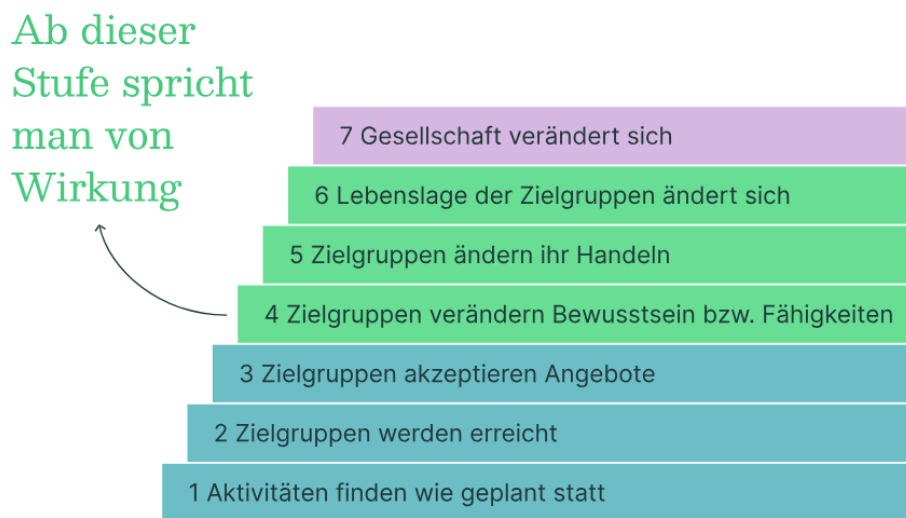 Ab dieser
Stufe spricht
man von
Wirkung
7 Gesellschaft verändert sich
6 Lebenslage der Zielgruppen ändert sich
5 Zielgruppen ändern ihr Handeln
4 Zielgruppen verändern Bewusstsein bzw. Fähigkeiten
3 Zielgruppen akzeptieren Angebote
2 Zielgruppen werden erreicht
1 Aktivitäten finden wie geplant statt